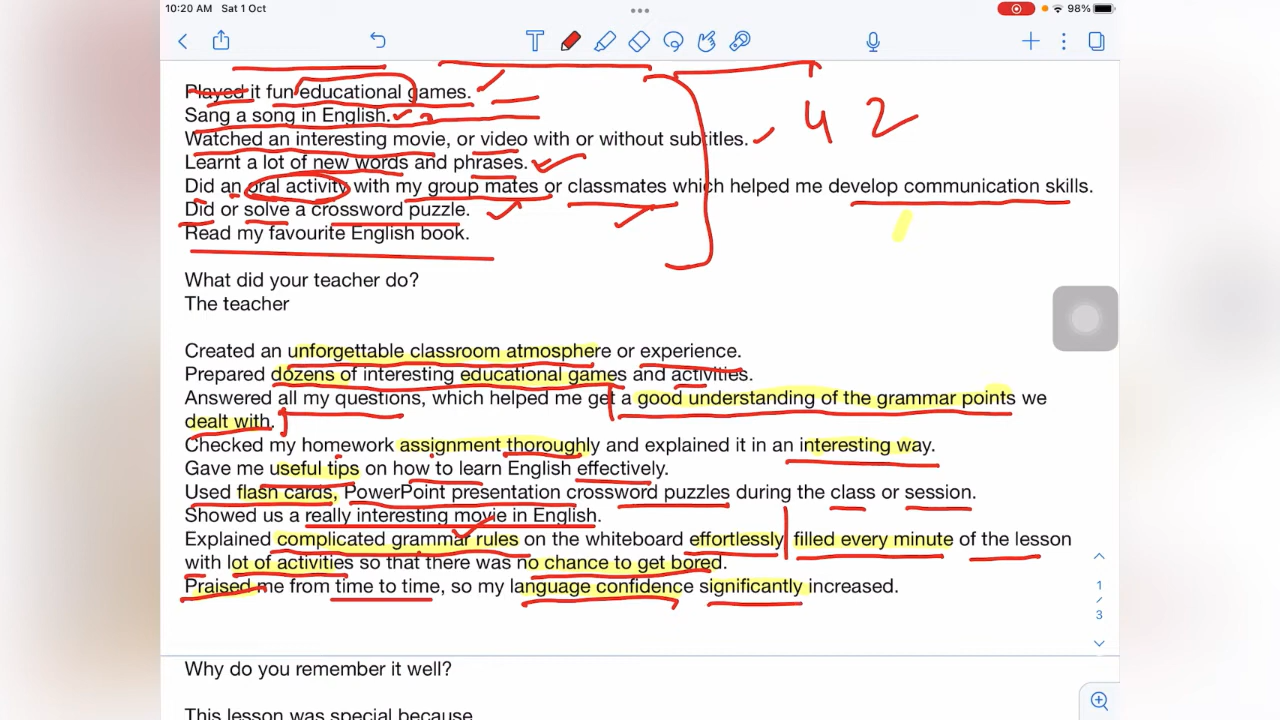 10:20 AM Sat 1 Oct
98%
Played it fun educational games.
Sang a song in English.
Watched an interesting movie, or video with or without subtitles.
4 2
Learnt a lot of new words and phrases.
Did an oral activity with my group mates or classmates which helped me develop communication skills.
Did or solve a crossword puzzle.
Read my favourite English book.
What did your teacher do?
The teacher
Created an unforgettable classroom atmosphere or experience.
Prepared dozens of interesting educational games and activities.
Answered all my questions, which helped me get a good understanding of the grammar points we
dealt with.
Checked my homework assignment thoroughly and explained it in an interesting way.
Gave me useful tips on how to learn English effectively.
Used flash cards, PowerPoint presentation crossword puzzles during the class or session.
Showed us a really interesting movie in English.
Explained complicated grammar rules on the whiteboard effortlessly filled every minute of the lesson
with lot of activities so that there was no chance to get bored.
Praised me from time to time, so my language confidence significantly increased.
1
/
3
Why do you remember it well?
This lesson was special because